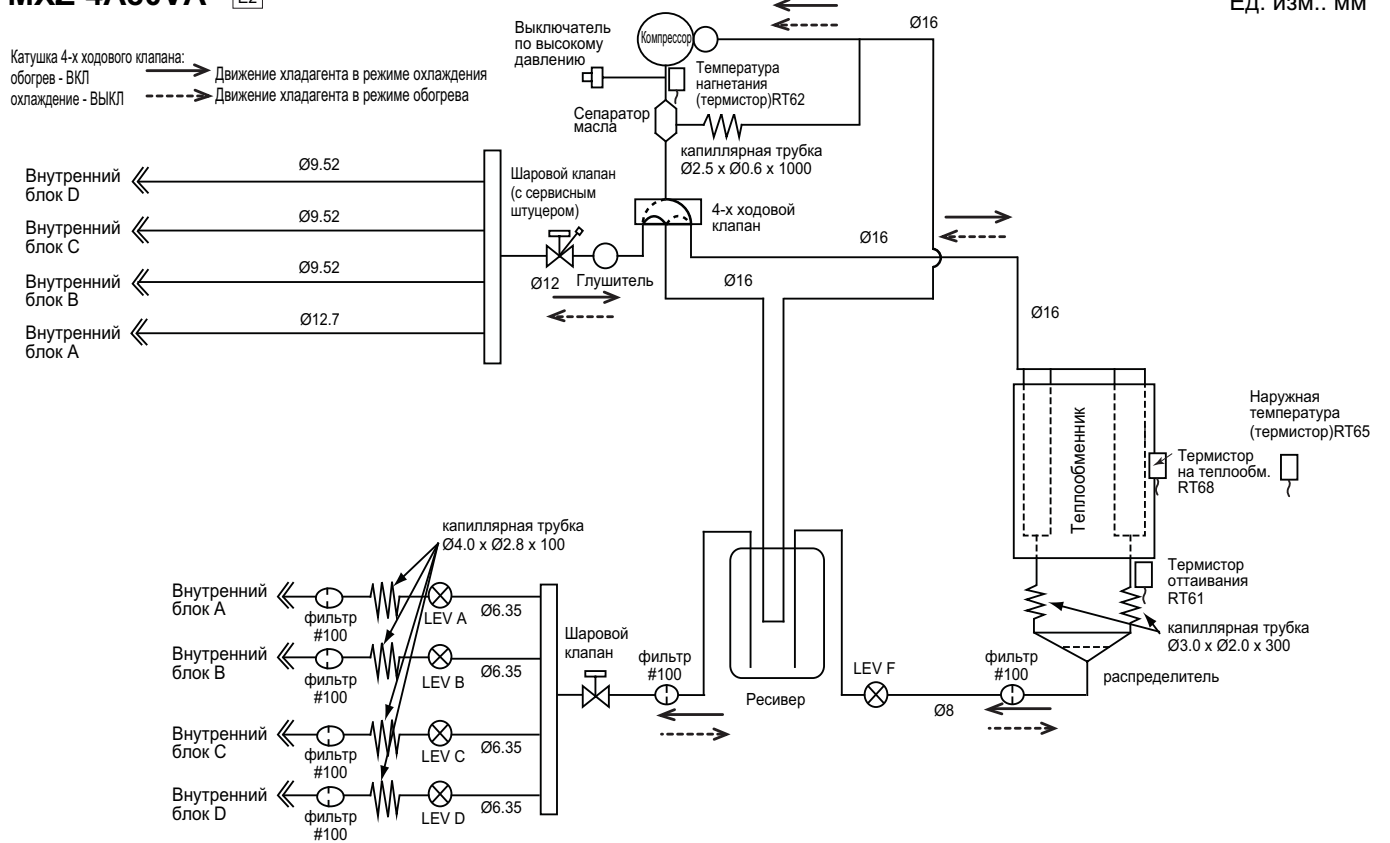 MXZ-4A80VA E2
Ед. изм.: мм
Катушка 4-х ходового клапана:
обогрев - ВКЛ
охлаждение - ВЫКЛ
Движение хладагента в режиме охлаждения
Движение хладагента в режиме обогрева
Выключатель
по высокому
давлению
Компрессор
Ø16
Температура
нагнетания
(термистор)RT62
Сепаратор
масла
капиллярная трубка
Ø2.5 x Ø0.6 x 1000
Внутренний
блок D
Ø9.52
Внутренний
блок C
Ø9.52
Внутренний
блок B
Ø9.52
Внутренний
блок A
Ø12.7
Шаровой клапан
(с сервисным
штуцером)
4-х ходовой
клапан
Ø12
Глушитель
Ø16
Ø16
Ø16
Теплообменник
Наружная
температура
(термистор)RT65
Термистор
на теплообм.
RT68
Термистор
оттаивания
RT61
капиллярная трубка
Ø3.0 x Ø2.0 x 300
распределитель
капиллярная трубка
Ø4.0 x Ø2.8 x 100
Внутренний
блок A
фильтр
#100
LEV A
Ø6.35
Внутренний
блок B
фильтр
#100
LEV B
Ø6.35
Внутренний
блок C
фильтр
#100
LEV C
Ø6.35
Внутренний
блок D
фильтр
#100
LEV D
Ø6.35
Шаровой
клапан
фильтр
#100
Ресивер
LEV F
Ø8
фильтр
#100